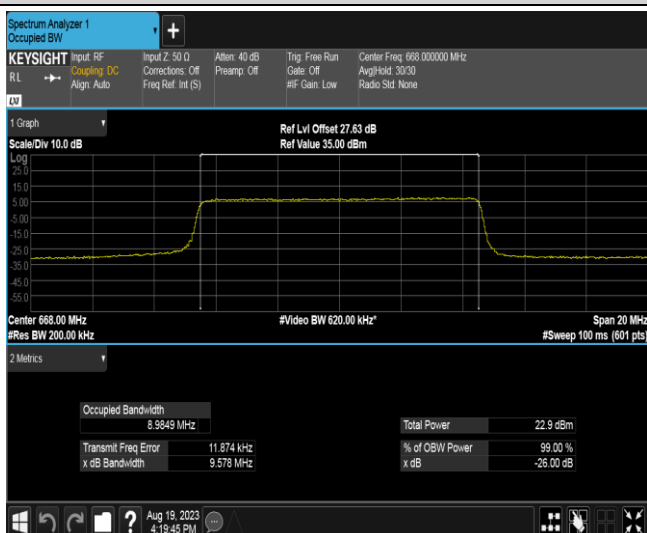 Spectrum Analyzer 1
Occupied BW
KEYSIGHT
RL
LXI
Input: RF
Coupling: DC
Align: Auto
Input Z: 50 Ω
Corrections: Off
Freq Ref: Int (S)
Atten: 40 dB
Preamp: Off
Trig: Free Run
Gate: Off
#IF Gain: Low
Center Freq: 668.000000 MHz
Avg|Hold: 30/30
Radio Std: None
1 Graph
Scale/Div 10.0 dB
Ref Lvl Offset 27.63 dB
Ref Value 35.00 dBm
Log
25.0
15.0
5.00
-5.00
-15.0
-25.0
-35.0
-45.0
-55.0
Center 668.00 MHz
#Res BW 200.00 kHz
#Video BW 620.00 kHz*
Span 20 MHz
#Sweep 100 ms (601 pts)
2 Metrics
Occupied Bandwidth
8.9849 MHz
Total Power 22.9 dBm
Transmit Freq Error 11.874 kHz
% of OBW Power 99.00 %
x dB Bandwidth 9.578 MHz
x dB -26.00 dB
?
Aug 19, 2023
4:19:45 PM